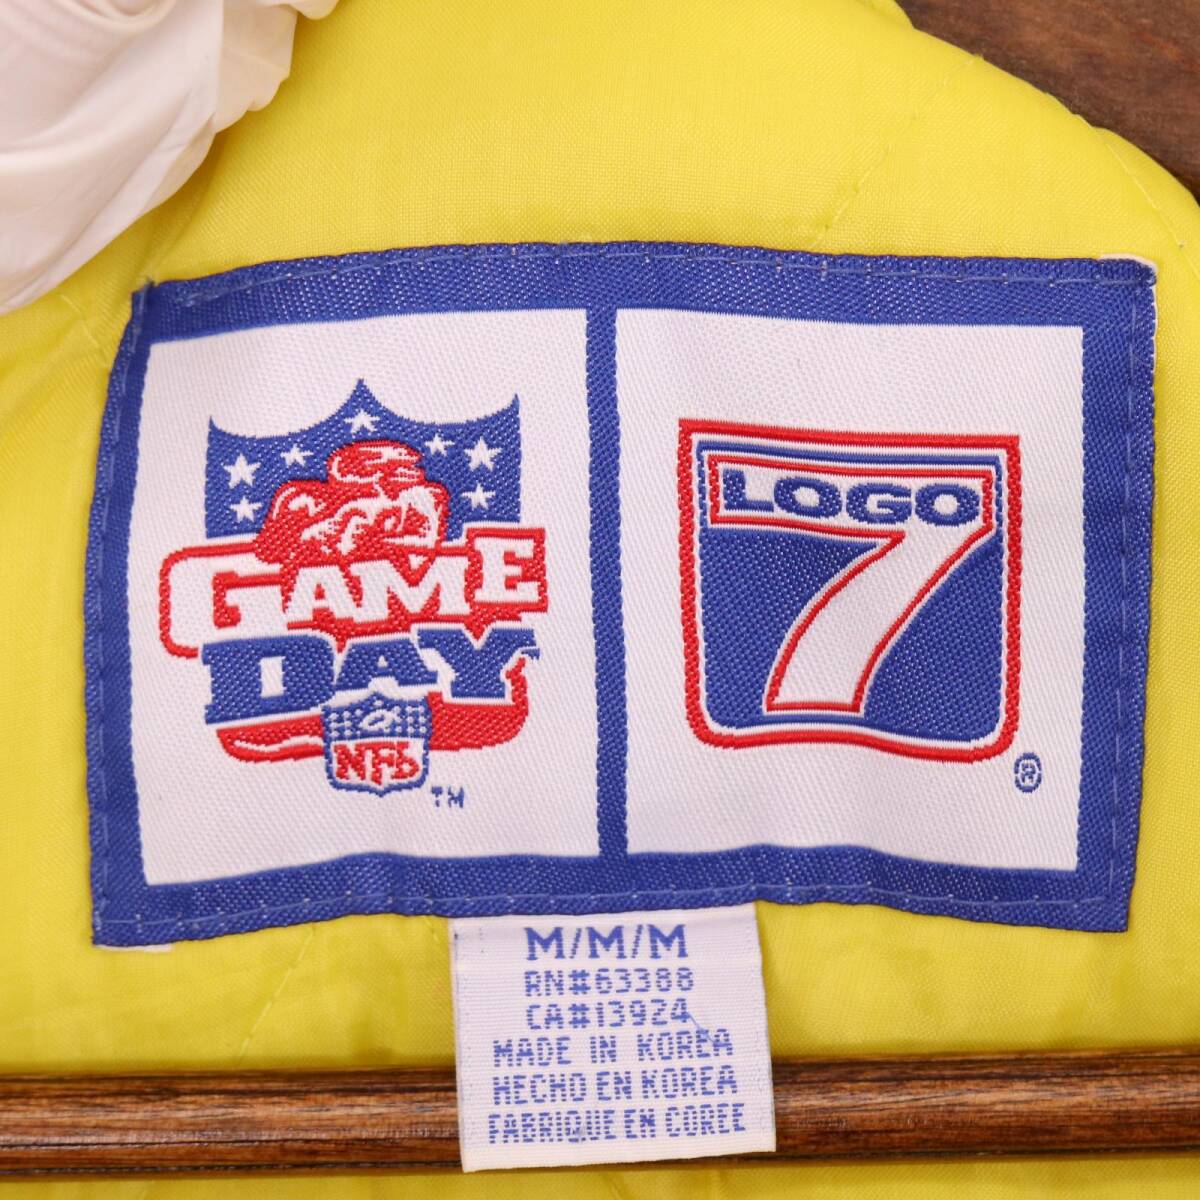 GAME
DAY
NFL
TM
LOGO
7
®
M/M/M
RN#63388
CA#13924
MADE IN KOREA
HECHO EN KOREA
FABRIQUE EN COREE